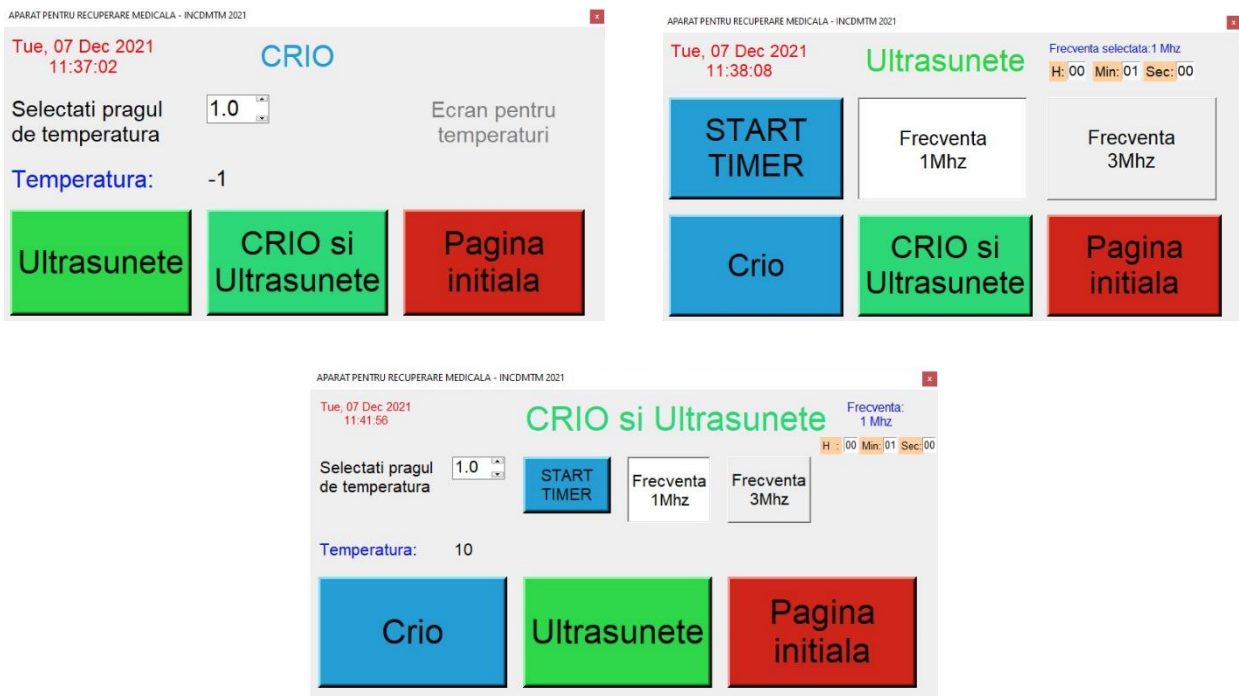 APARAT PENTRU RECUPERARE MEDICALA - INCDMTM 2021
x
Tue, 07 Dec 2021
11:37:02
CRIO
Selectati pragul
de temperatura
1.0
Ecran pentru
temperaturi
Temperatura:
-1
Ultrasunete
CRIO si
Ultrasunete
Pagina
initiala
APARAT PENTRU RECUPERARE MEDICALA - INCDMTM 2021
x
Tue, 07 Dec 2021
11:38:08
Ultrasunete
Frecventa selectata:1 Mhz
H: 00 Min: 01 Sec: 00
START
TIMER
Frecventa
1Mhz
Frecventa
3Mhz
Crio
CRIO si
Ultrasunete
Pagina
initiala
APARAT PENTRU RECUPERARE MEDICALA - INCDMTM 2021
x
Tue, 07 Dec 2021
11:41:56
CRIO si Ultrasunete
Frecventa:
1 Mhz
H : 00 Min: 01 Sec: 00
Selectati pragul
de temperatura
1.0
START
TIMER
Frecventa
1Mhz
Frecventa
3Mhz
Temperatura:
10
Crio
Ultrasunete
Pagina
initiala